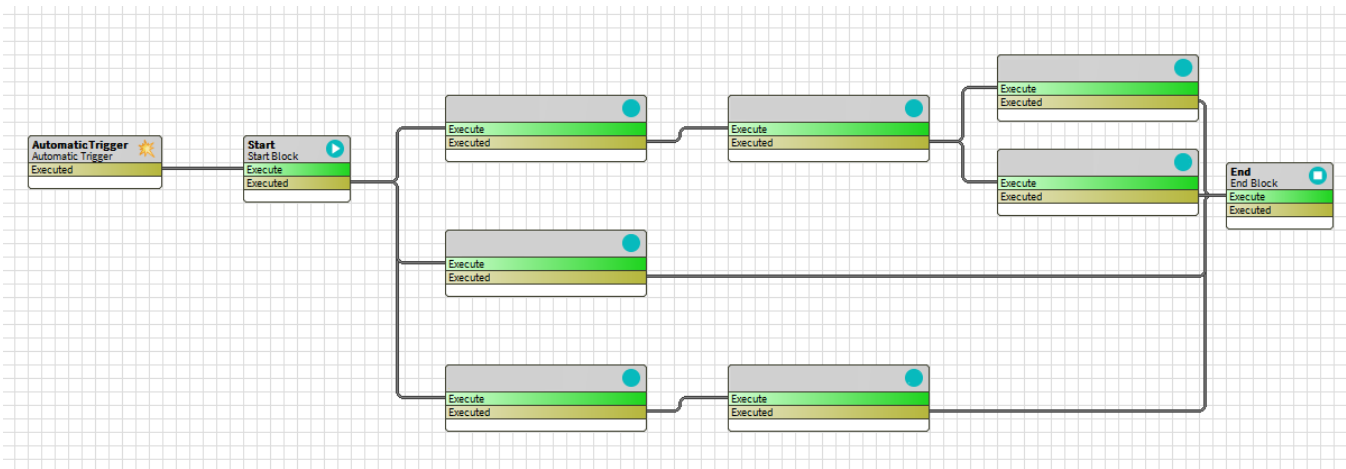 AutomaticTrigger
Automatic Trigger
Executed
Start
Start Block
Execute
Executed
Execute
Executed
Execute
Executed
Execute
Executed
Execute
Executed
Execute
Executed
Execute
Executed
Execute
Executed
End
End Block
Execute
Executed